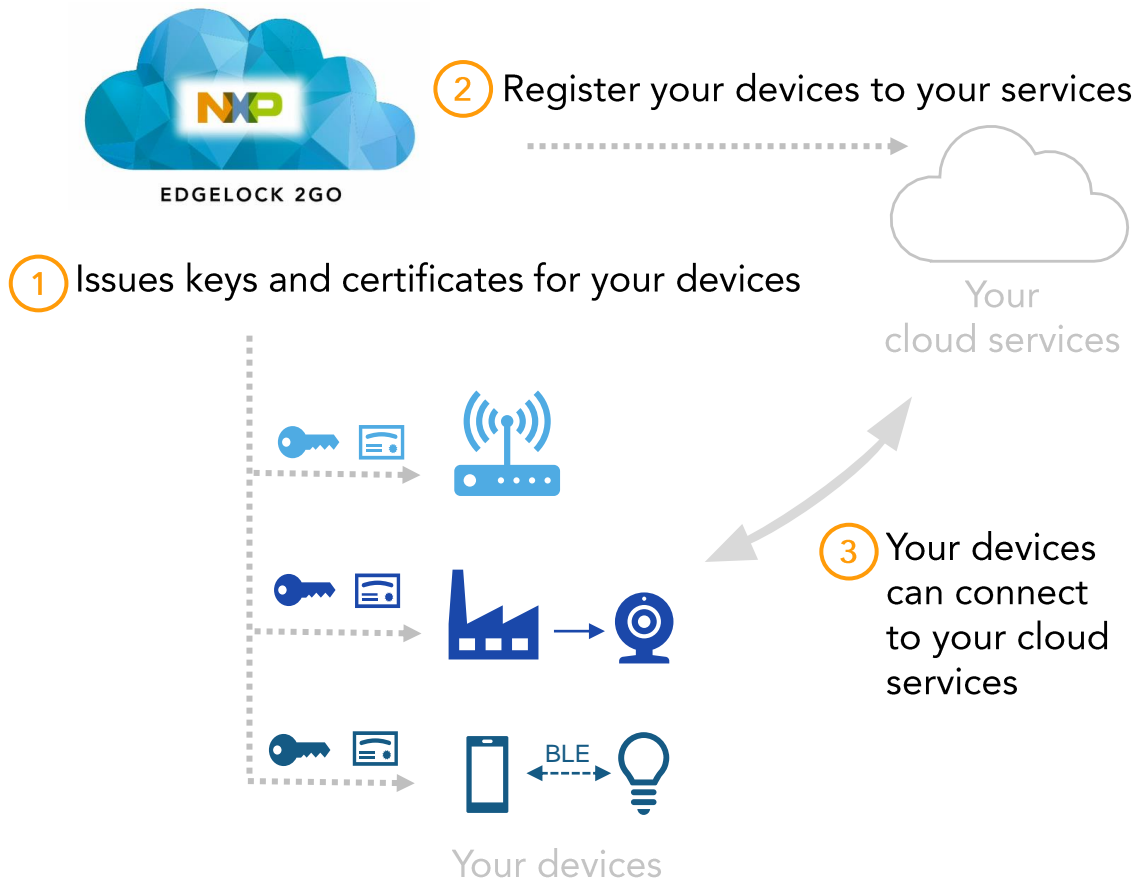 NXP
EDGELOCK 2GO
2 Register your devices to your services
Your
cloud services
1 Issues keys and certificates for your devices
3 Your devices
can connect
to your cloud
services
BLE
Your devices